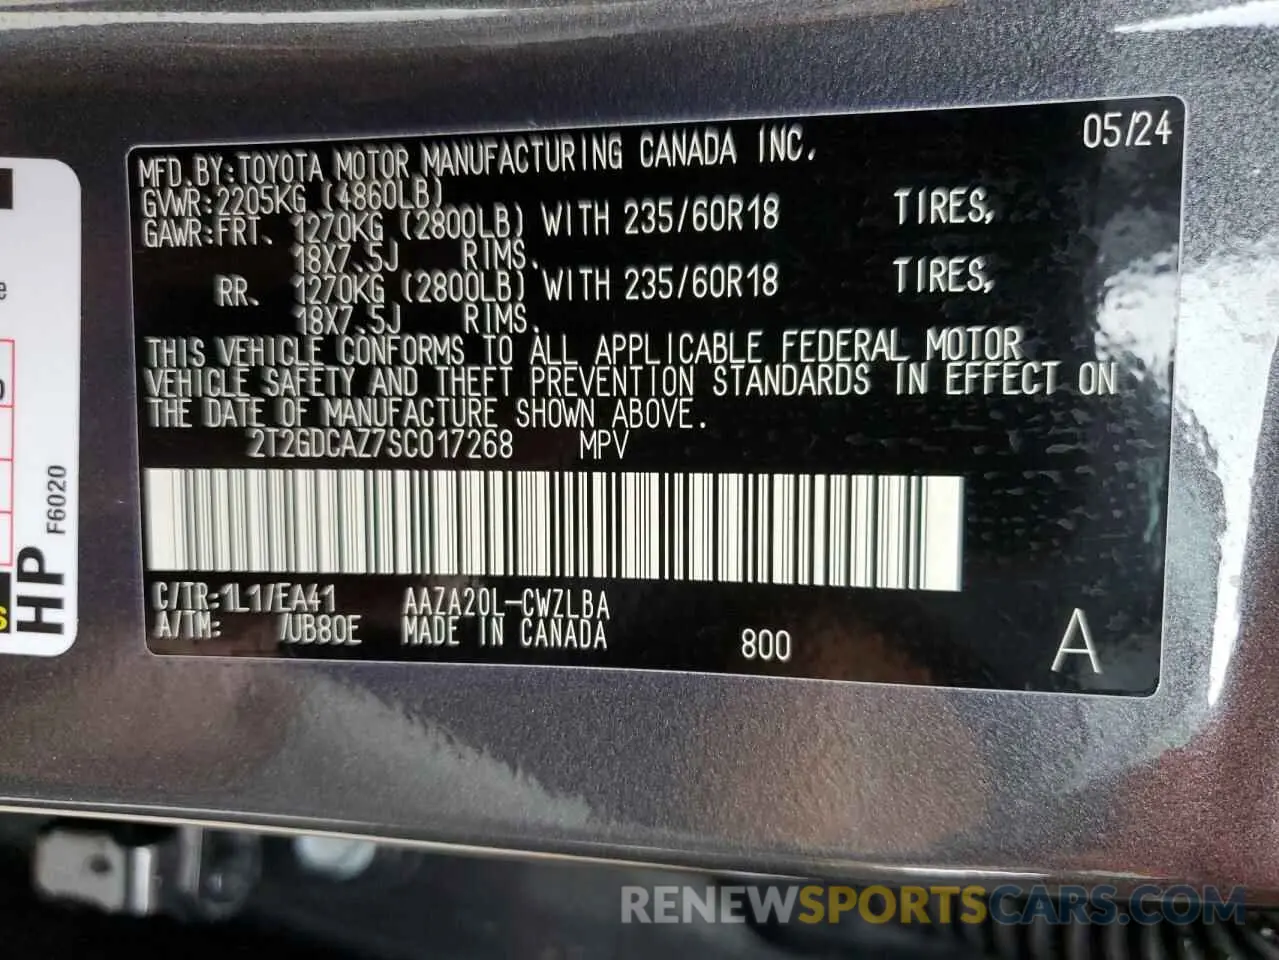 MFD.BY:TOYOTA MOTOR MANUFACTURING CANADA INC. 05/24
GVWR:2205KG (4860LB)
GAWR:FRT. 1270KG (2800LB) WITH 235/60R18 TIRES,
18X7.5J RIMS.
RR. 1270KG (2800LB) WITH 235/60R18 TIRES,
18X7.5J RIMS.
THIS VEHICLE CONFORMS TO ALL APPLICABLE FEDERAL MOTOR
VEHICLE SAFETY AND THEFT PREVENTION STANDARDS IN EFFECT ON
THE DATE OF MANUFACTURE SHOWN ABOVE.
2T2GDCAZ7SC017268 MPV
C/TR:1L1/EA41 AAZA20L-CWZLBA
A/TM: /UB80E MADE IN CANADA 800 A
HP F6020
RENEWSPORTSCARS.COM